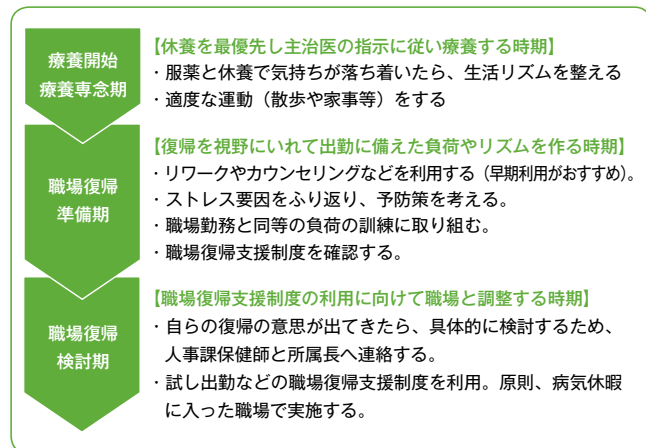 療養開始
療養専念期
【休養を最優先し主治医の指示に従い療養する時期】
・服薬と休養で気持ちが落ち着いたら、生活リズムを整える
・適度な運動（散歩や家事等）をする
職場復帰
準備期
【復帰を視野にいれて出勤に備えた負荷やリズムを作る時期】
・リワークやカウンセリングなどを利用する（早期利用がおすすめ）。
・ストレス要因をふり返り、予防策を考える。
・職場勤務と同等の負荷の訓練に取り組む。
・職場復帰支援制度を確認する。
職場復帰
検討期
【職場復帰支援制度の利用に向けて職場と調整する時期】
・自らの復帰の意思が出てきたら、具体的に検討するため、
人事課保健師と所属長へ連絡する。
・試し出勤などの職場復帰支援制度を利用。原則、病気休暇
に入った職場で実施する。